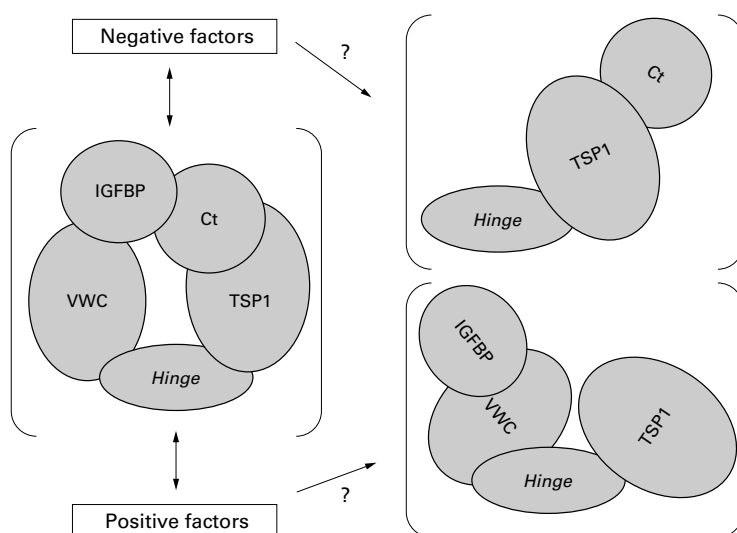 Negative factors
?
IGFBP
Ct
VWC
TSP1
Hinge
Positive factors
?
Ct
TSP1
Hinge
IGFBP
VWC
TSP1
Hinge